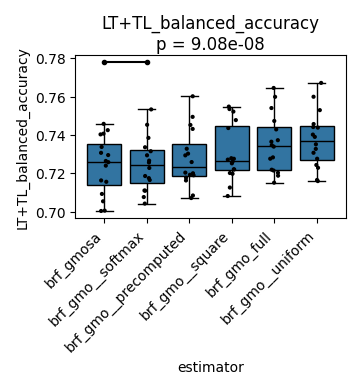 LT+TL_balanced_accuracy
p = 9.08e-08
LT+TL_balanced_accuracy
0.78
0.76
0.74
0.72
0.70
brf_gmosa
brf_gmo__softmax
brf_gmo__precomputed
brf_gmo__square
brf_gmo_full
brf_gmo__uniform
estimator